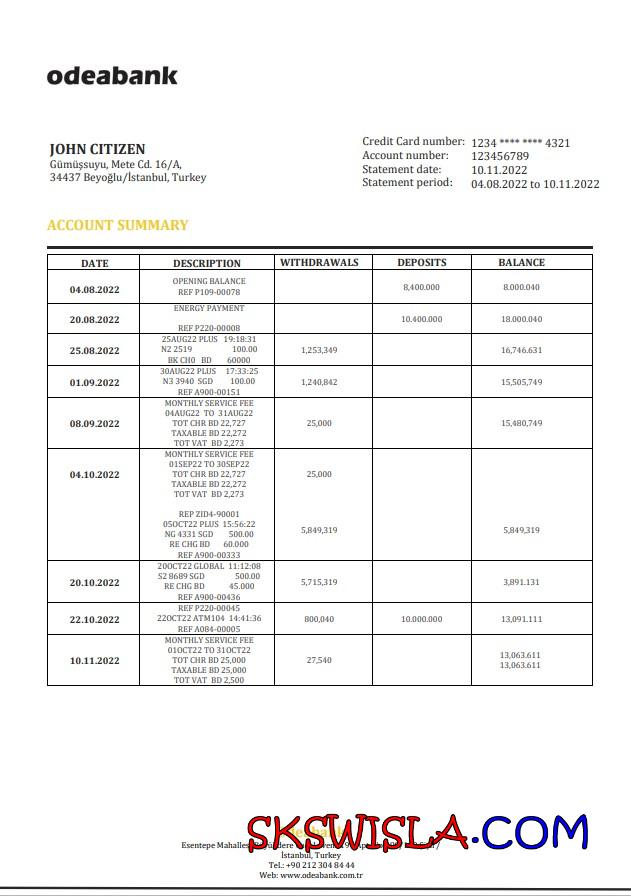 odeabank
JOHN CITIZEN
Gümüşsuyu, Mete Cd. 16/A,
34437 Beyoğlu/İstanbul, Turkey
Credit Card number: 1234 **** **** 4321
Account number: 123456789
Statement date: 10.11.2022
Statement period: 04.08.2022 to 10.11.2022
ACCOUNT SUMMARY
DATE DESCRIPTION WITHDRAWALS DEPOSITS BALANCE
04.08.2022 OPENING BALANCE 8,400.000 8.000.040
REF P109-00078
20.08.2022 ENERGY PAYMENT 10.400.000 18.000.040
REF P220-00008
25.08.2022 25AUG22 PLUS 19:18:31 1,253,349 16,746.631
N2 2519 100.00
BK CH0 BD 60000
01.09.2022 30AUG22 PLUS 17:33:25 1,240,842 15,505,749
N3 3940 SGD 100.00
REF A900-00151
08.09.2022 MONTHLY SERVICE FEE 25,000 15,480,749
04AUG22 TO 31AUG22
TOT CHR BD 22,727
TAXABLE BD 22,272
TOT VAT BD 2,273
04.10.2022 MONTHLY SERVICE FEE 25,000
01SEP22 TO 30SEP22
TOT CHR BD 22,727
TAXABLE BD 22,272
TOT VAT BD 2,273
REP ZID4-90001
05OCT22 PLUS 15:56:22 5,849,319 5,849,319
NG 4331 SGD 500.00
RE CHG BD 60.000
REF A900-00333
20.10.2022 20OCT22 GLOBAL 11:12:08 5,715,319 3,891.131
S2 8689 SGD 500.00
RE CHG BD 45.000
REF A900-00436
22.10.2022 REF P220-00045 800,040 10.000.000 13,091.111
22OCT22 ATM104 14:41:36
REF A084-00005
10.11.2022 MONTHLY SERVICE FEE 27,540 13,063.611
01OCT22 TO 31OCT22 13,063.611
TOT CHR BD 25,000
TAXABLE BD 25,000
TOT VAT BD 2,500
SKSWISLA.COM
odeabank
Esentepe Mahalles
İstanbul, Turkey
Tel.: +90 212 304 84 44
Web: www.odeabank.com.tr